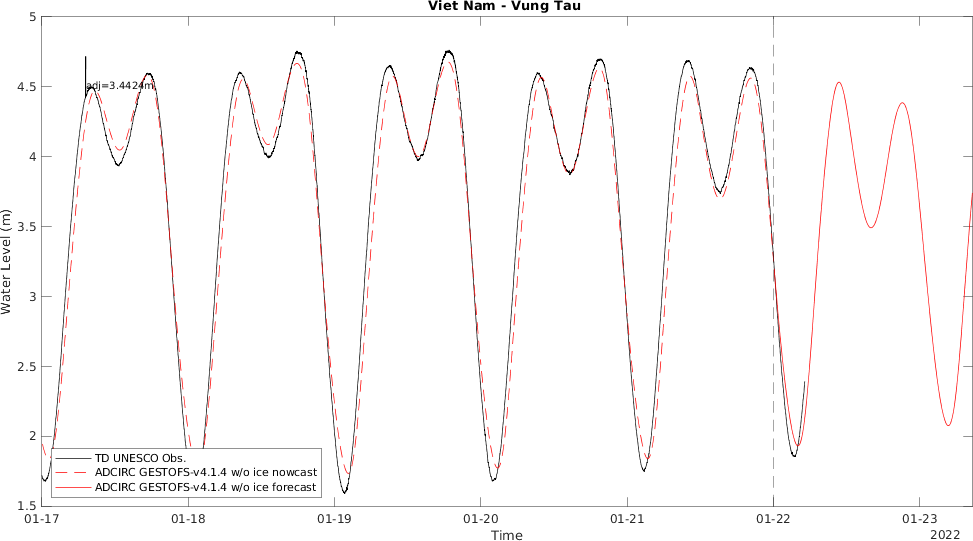 Viet Nam - Vung Tau
5
4.5
4
3.5
3
2.5
2
1.5
Water Level (m)
adj=3.4424m
TD UNESCO Obs.
ADCIRC GESTOFS-v4.1.4 w/o ice nowcast
ADCIRC GESTOFS-v4.1.4 w/o ice forecast
01-17 01-18 01-19 01-20 01-21 01-22 01-23
Time
2022